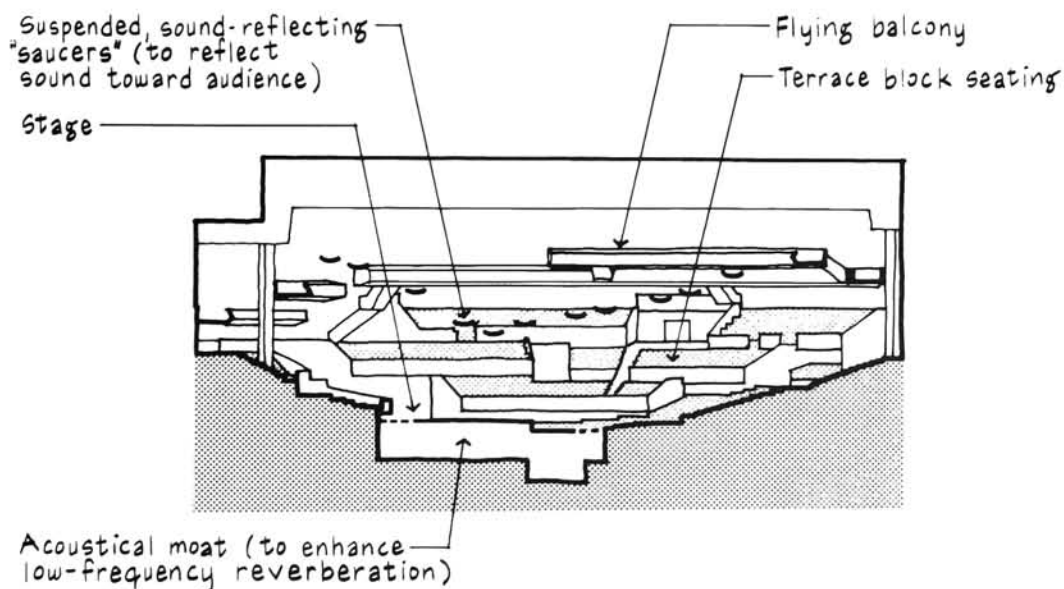 Suspended, sound-reflecting
"saucers" (to reflect
sound toward audience)
Stage
Flying balcony
Terrace block seating
Acoustical moat (to enhance
low-frequency reverberation)